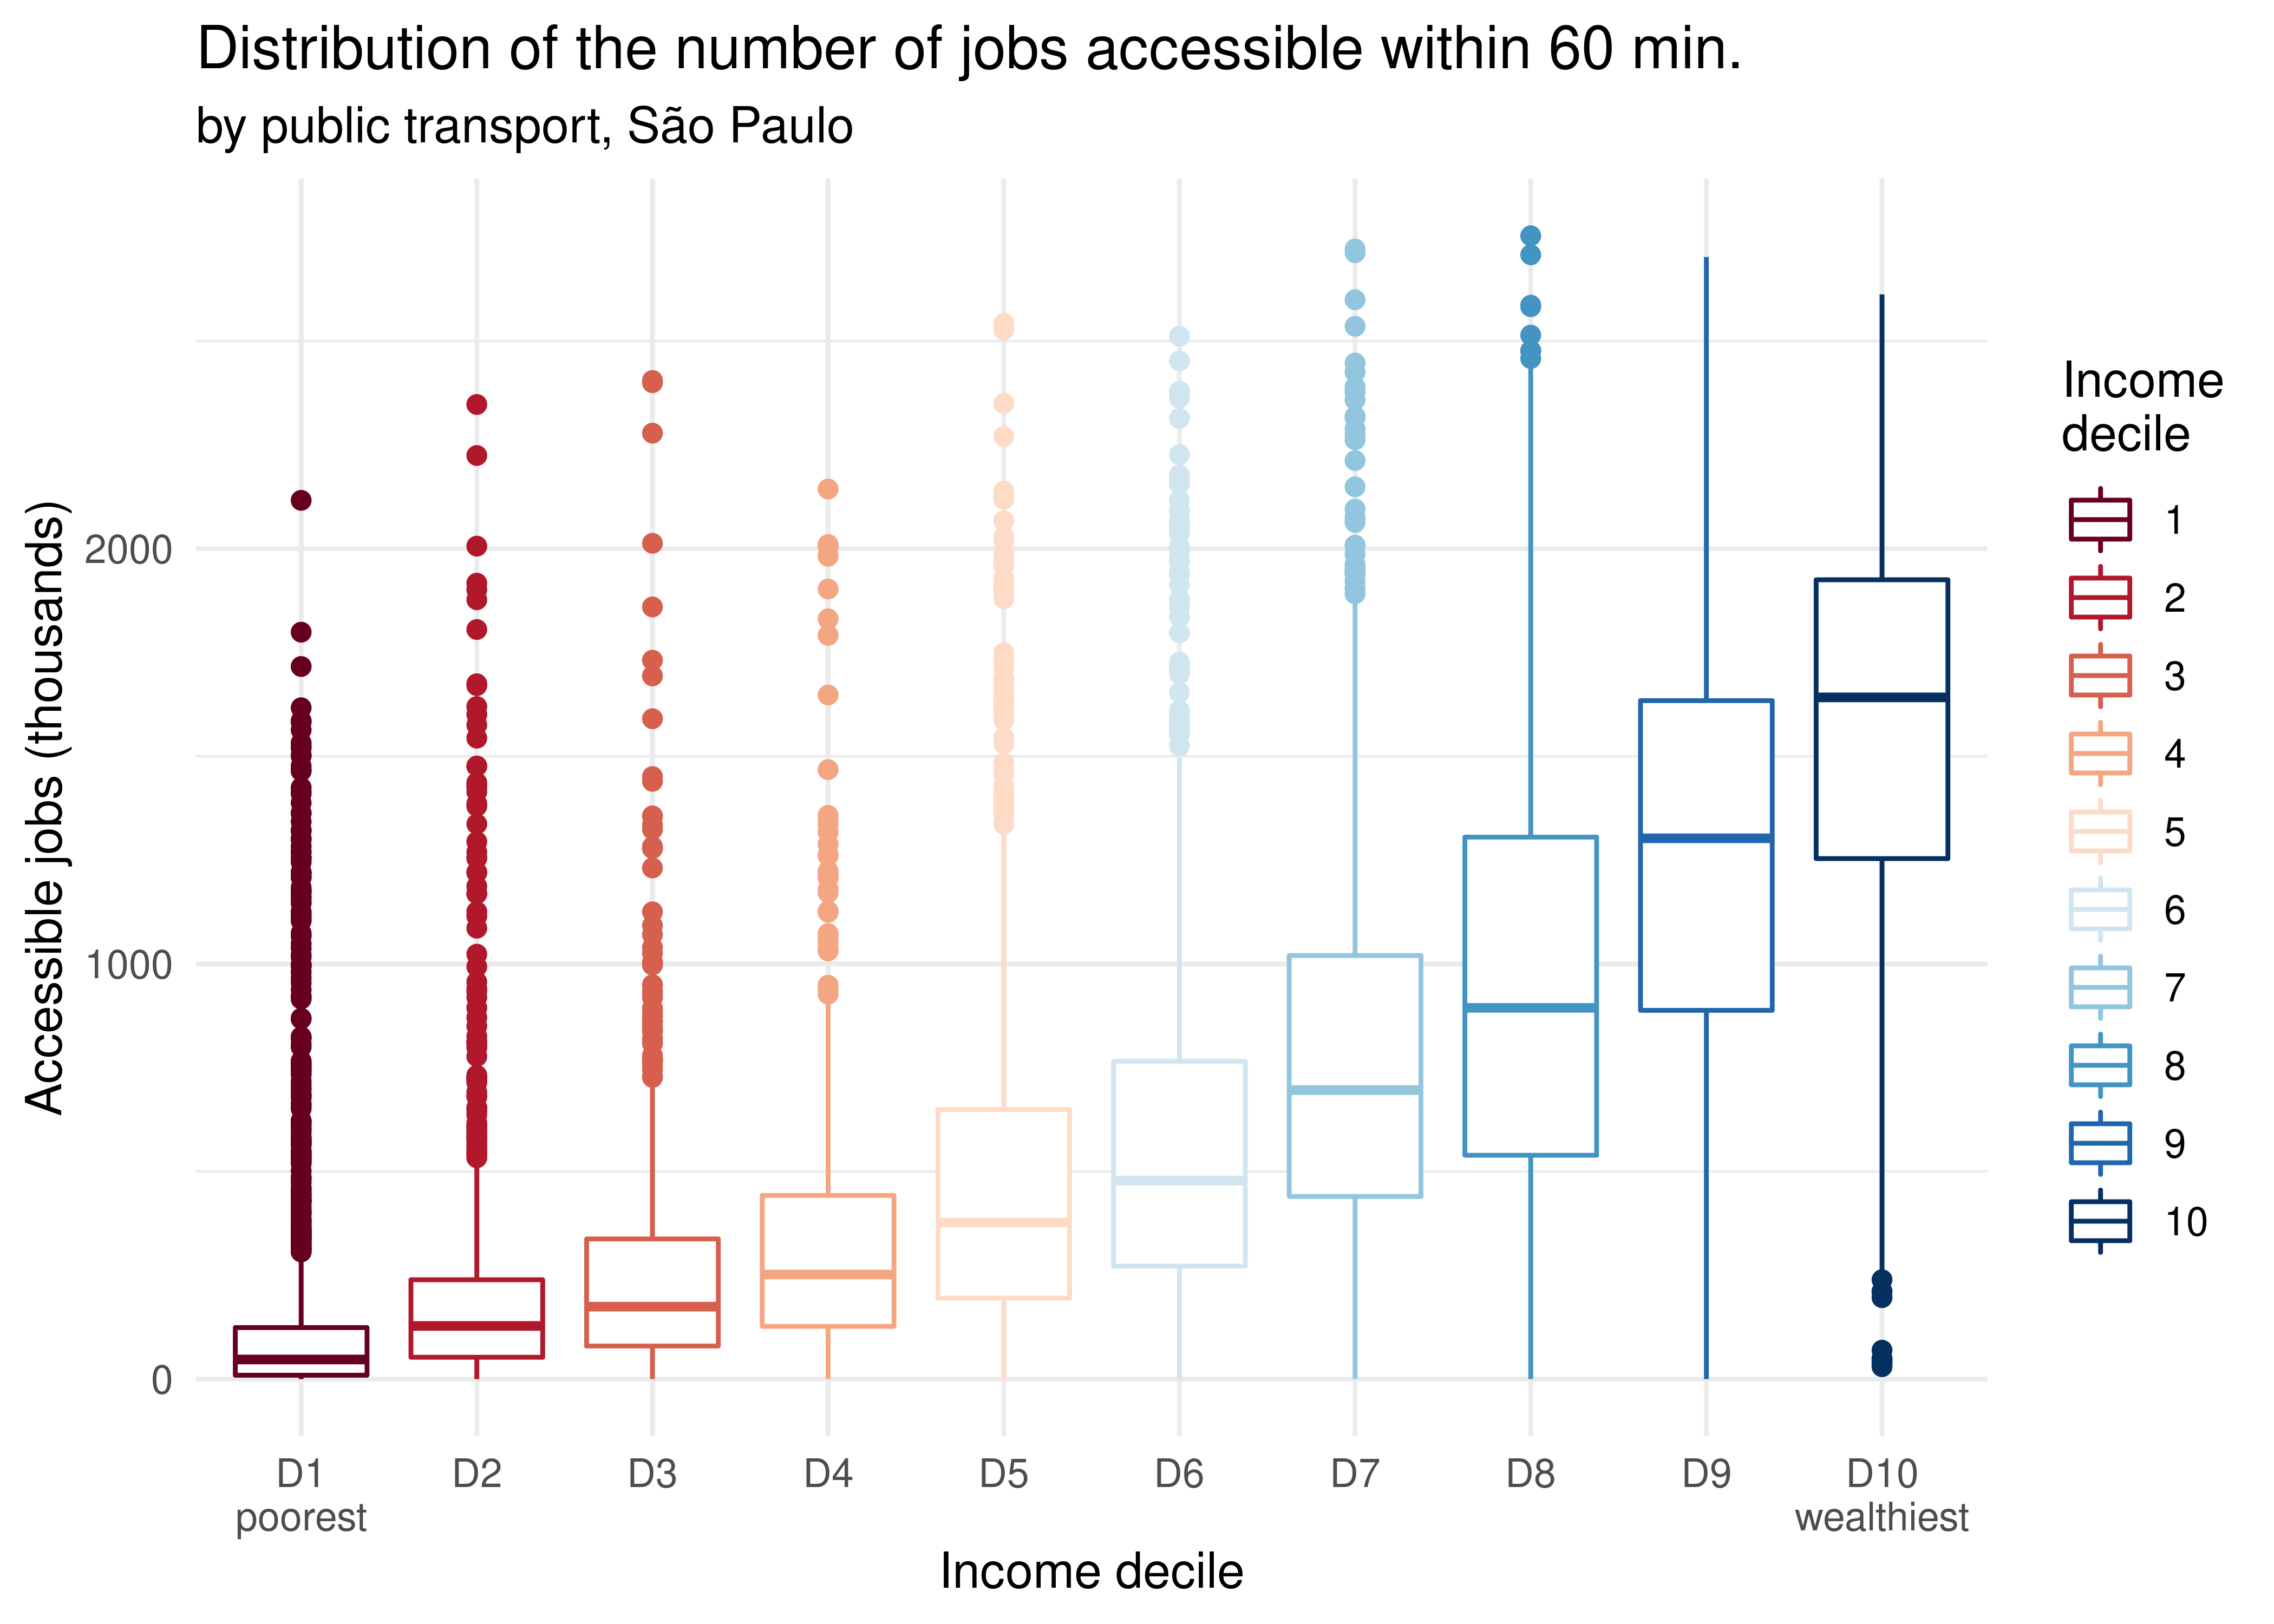 Distribution of the number of jobs accessible within 60 min.
by public transport, São Paulo
Accessible jobs (thousands)
2000
1000
0
D1
poorest
D2
D3
D4
D5
D6
D7
D8
D9
D10
wealthiest
Income decile
Income
decile
1
2
3
4
5
6
7
8
9
10